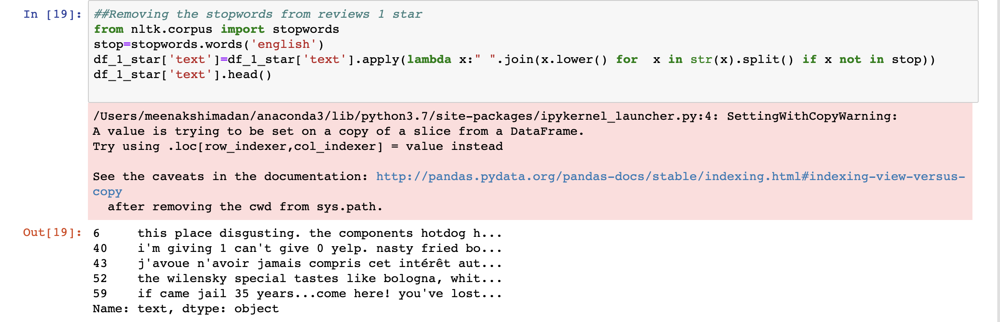 In [19]: ##Removing the stopwords from reviews 1 star
from nltk.corpus import stopwords
stop=stopwords.words('english')
df_1_star['text']=df_1_star['text'].apply(lambda x:" ".join(x.lower() for  x in str(x).split() if x not in stop))
df_1_star['text'].head()
/Users/meenakshimadan/anaconda3/lib/python3.7/site-packages/ipykernel_launcher.py:4: SettingWithCopyWarning:
A value is trying to be set on a copy of a slice from a DataFrame.
Try using .loc[row_indexer,col_indexer] = value instead
See the caveats in the documentation: http://pandas.pydata.org/pandas-docs/stable/indexing.html#indexing-view-versus-
copy
after removing the cwd from sys.path.
Out[19]: 6     this place disgusting. the components hotdog h...
40    i'm giving 1 can't give 0 yelp. nasty fried bo...
43    j'avoue n'avoir jamais compris cet intérêt aut...
52    the wilensky special tastes like bologna, whit...
59    if came jail 35 years...come here! you've lost...
Name: text, dtype: object